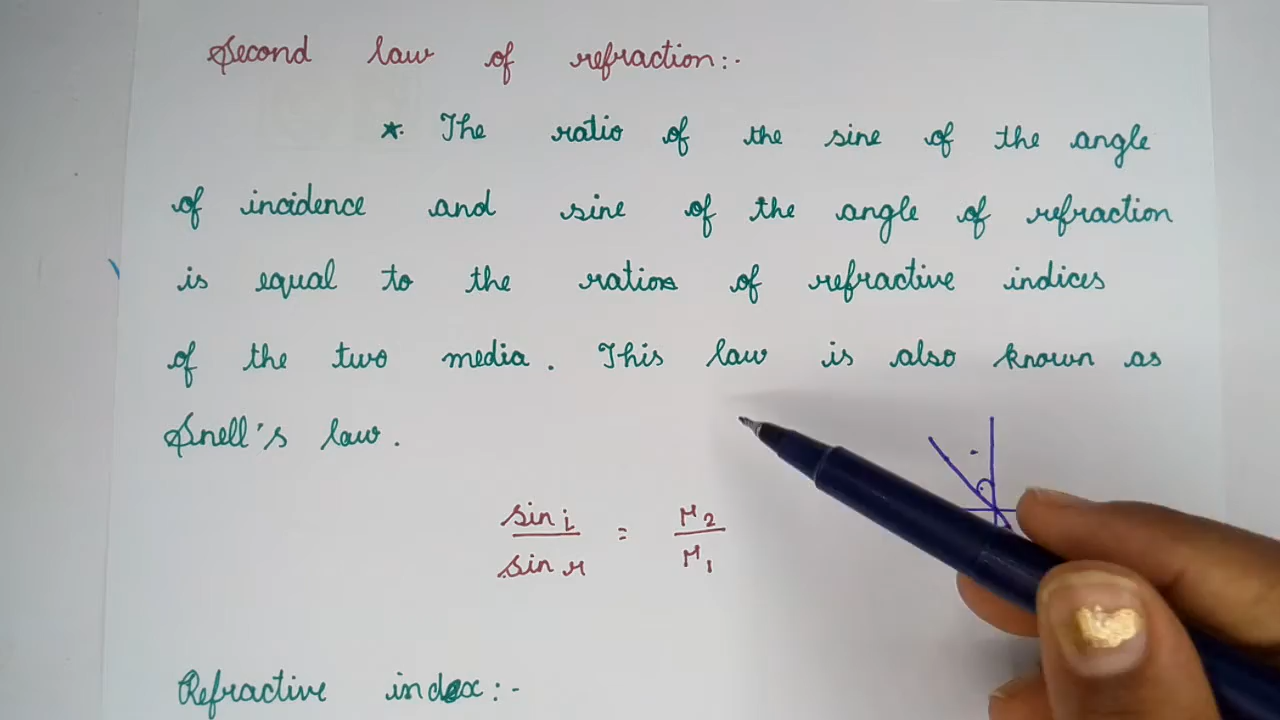 Second law of refraction:-
* The ratio of the sine of the angle
of incidence and sine of the angle of refraction
is equal to the ratios of refractive indices
of the two media. This law is also known as
Snell's law.
sin i / sin r = μ2 / μ1
Refractive index:-